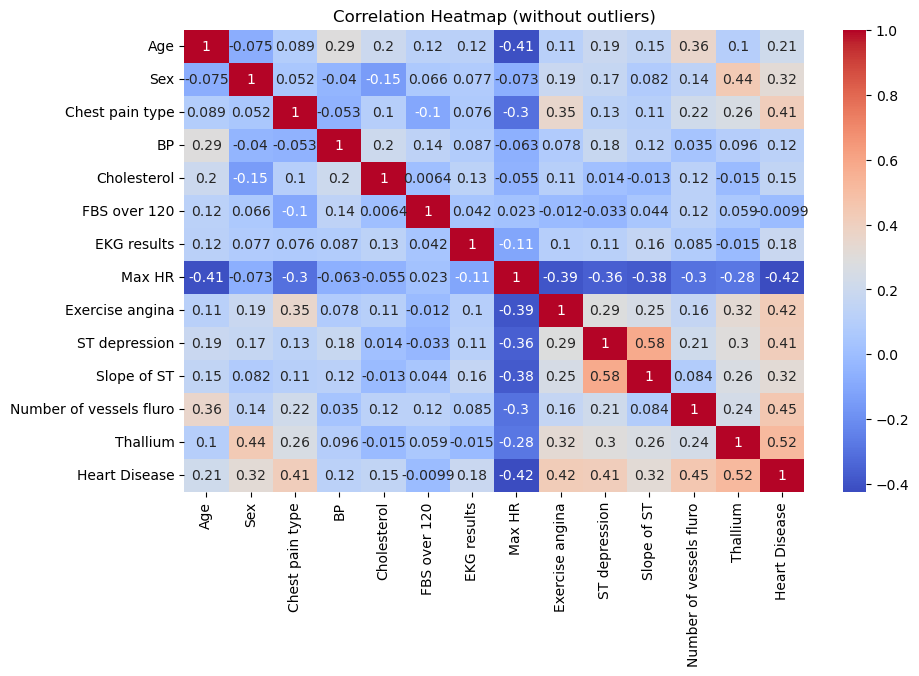 Correlation Heatmap (without outliers)
Age 1 -0.075 0.089 0.29 0.2 0.12 0.12 -0.41 0.11 0.19 0.15 0.36 0.1 0.21
Sex -0.075 1 0.052 -0.04 -0.15 0.066 0.077 -0.073 0.19 0.17 0.082 0.14 0.44 0.32
Chest pain type 0.089 0.052 1 -0.053 0.1 -0.1 0.076 -0.3 0.35 0.13 0.11 0.22 0.26 0.41
BP 0.29 -0.04 -0.053 1 0.2 0.14 0.087 -0.063 0.078 0.18 0.12 0.035 0.096 0.12
Cholesterol 0.2 -0.15 0.1 0.2 1 0.0064 0.13 -0.055 0.11 0.014 -0.013 0.12 -0.015 0.15
FBS over 120 0.12 0.066 -0.1 0.14 0.0064 1 0.042 0.023 -0.012 -0.033 0.044 0.12 0.059 -0.0099
EKG results 0.12 0.077 0.076 0.087 0.13 0.042 1 -0.11 0.1 0.11 0.16 0.085 -0.015 0.18
Max HR -0.41 -0.073 -0.3 -0.063 -0.055 0.023 -0.11 1 -0.39 -0.36 -0.38 -0.3 -0.28 -0.42
Exercise angina 0.11 0.19 0.35 0.078 0.11 -0.012 0.1 -0.39 1 0.29 0.25 0.16 0.32 0.42
ST depression 0.19 0.17 0.13 0.18 0.014 -0.033 0.11 -0.36 0.29 1 0.58 0.21 0.3 0.41
Slope of ST 0.15 0.082 0.11 0.12 -0.013 0.044 0.16 -0.38 0.25 0.58 1 0.084 0.26 0.32
Number of vessels fluro 0.36 0.14 0.22 0.035 0.12 0.12 0.085 -0.3 0.16 0.21 0.084 1 0.24 0.45
Thallium 0.1 0.44 0.26 0.096 -0.015 0.059 -0.015 -0.28 0.32 0.3 0.26 0.24 1 0.52
Heart Disease 0.21 0.32 0.41 0.12 0.15 -0.0099 0.18 -0.42 0.42 0.41 0.32 0.45 0.52 1
Age
Sex
Chest pain type
BP
Cholesterol
FBS over 120
EKG results
Max HR
Exercise angina
ST depression
Slope of ST
Number of vessels fluro
Thallium
Heart Disease
1.0
0.8
0.6
0.4
0.2
0.0
−0.2
−0.4